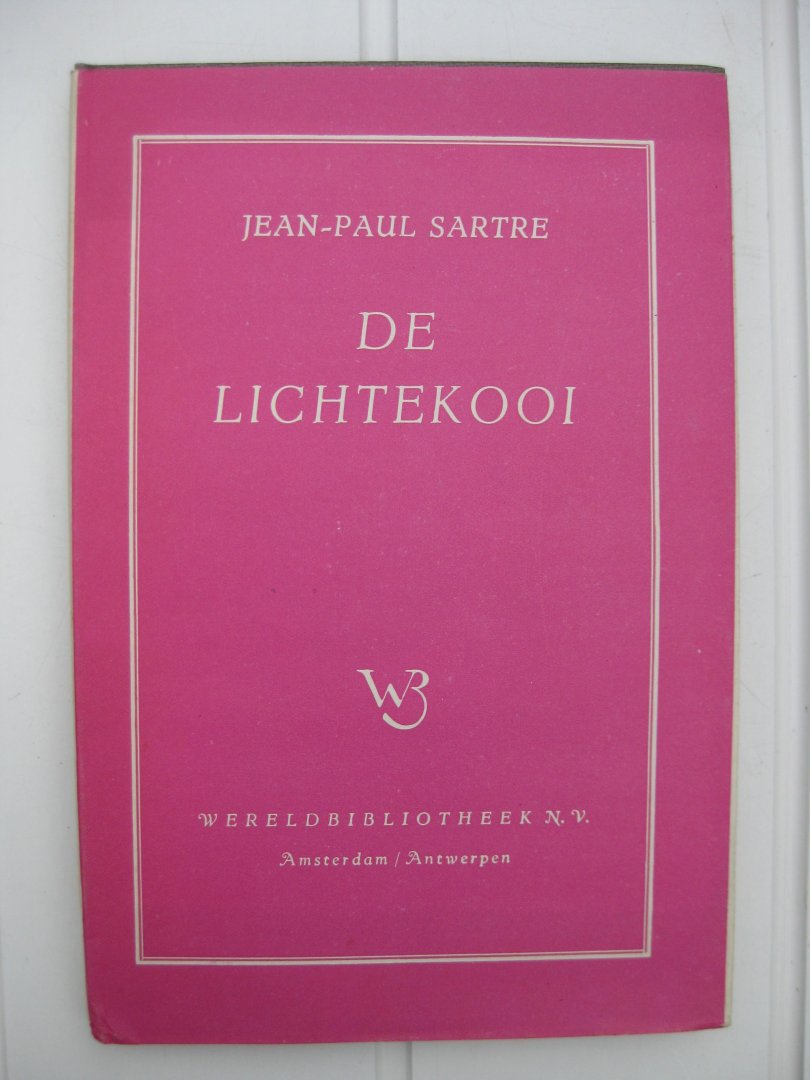 JEAN-PAUL SARTRE
DE
LICHTEKOOI
WB
WERELDBIBLIOTHEEK N.V.
Amsterdam / Antwerpen